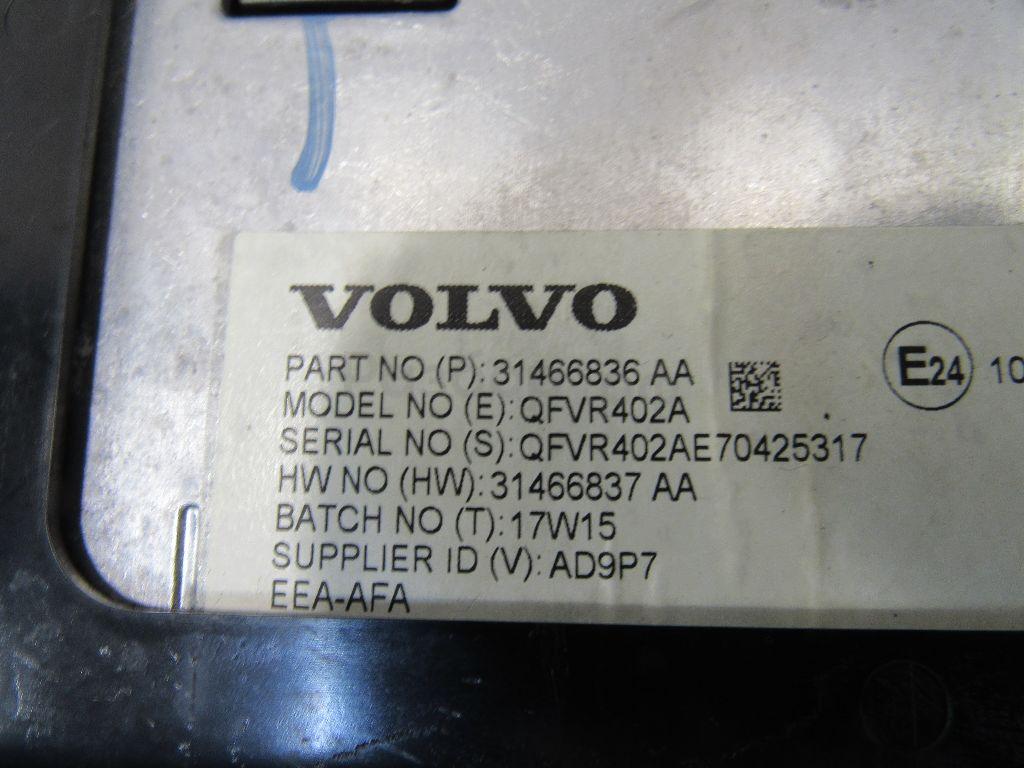 VOLVO
PART NO (P): 31466836 AA
MODEL NO (E): QFVR402A
SERIAL NO (S): QFVR402AE70425317
HW NO (HW): 31466837 AA
BATCH NO (T): 17W15
SUPPLIER ID (V): AD9P7
EEA-AFA
E24 10